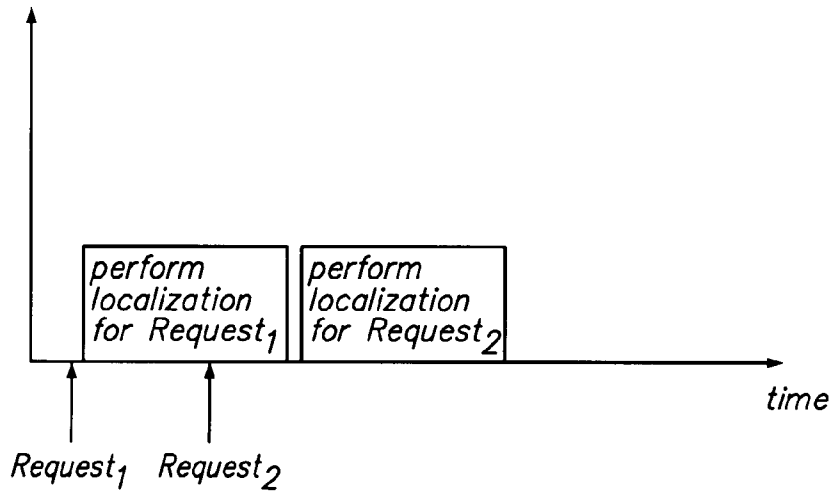 perform
localization
for Request1
perform
localization
for Request2
time
Request1
Request2